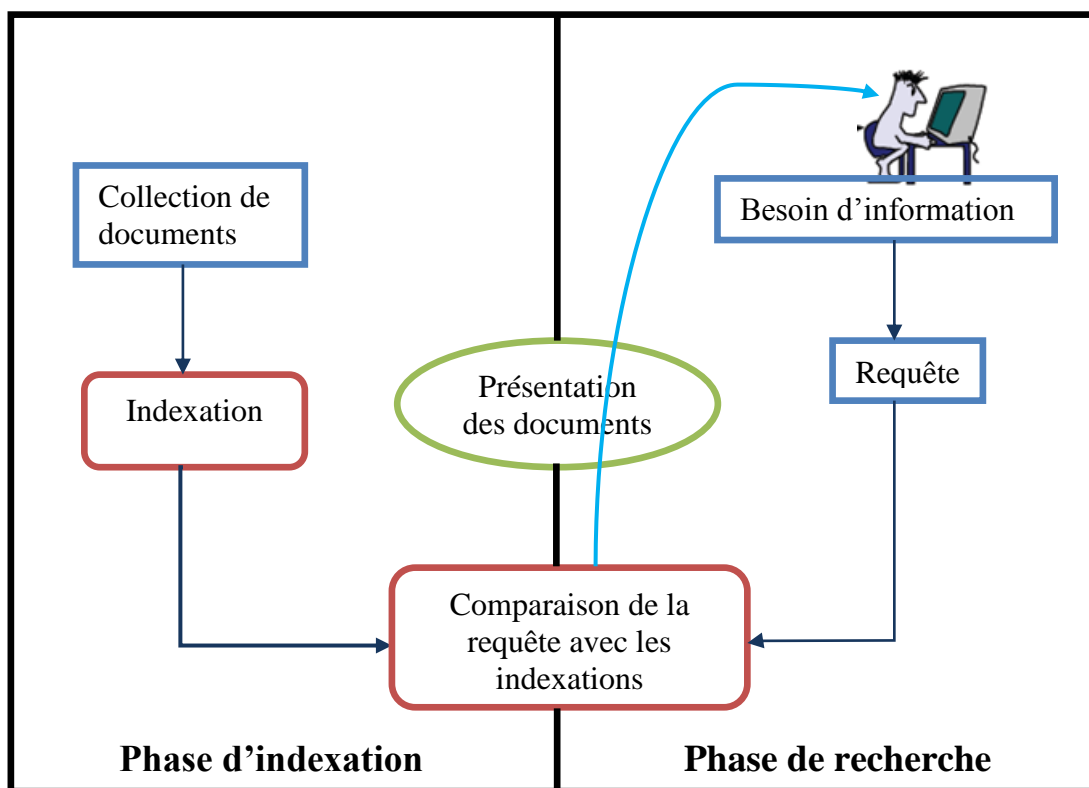 Collection de
documents
Indexation
Besoin d’information
Requête
Présentation
des documents
Comparaison de la
requête avec les
indexations
Phase d’indexation
Phase de recherche